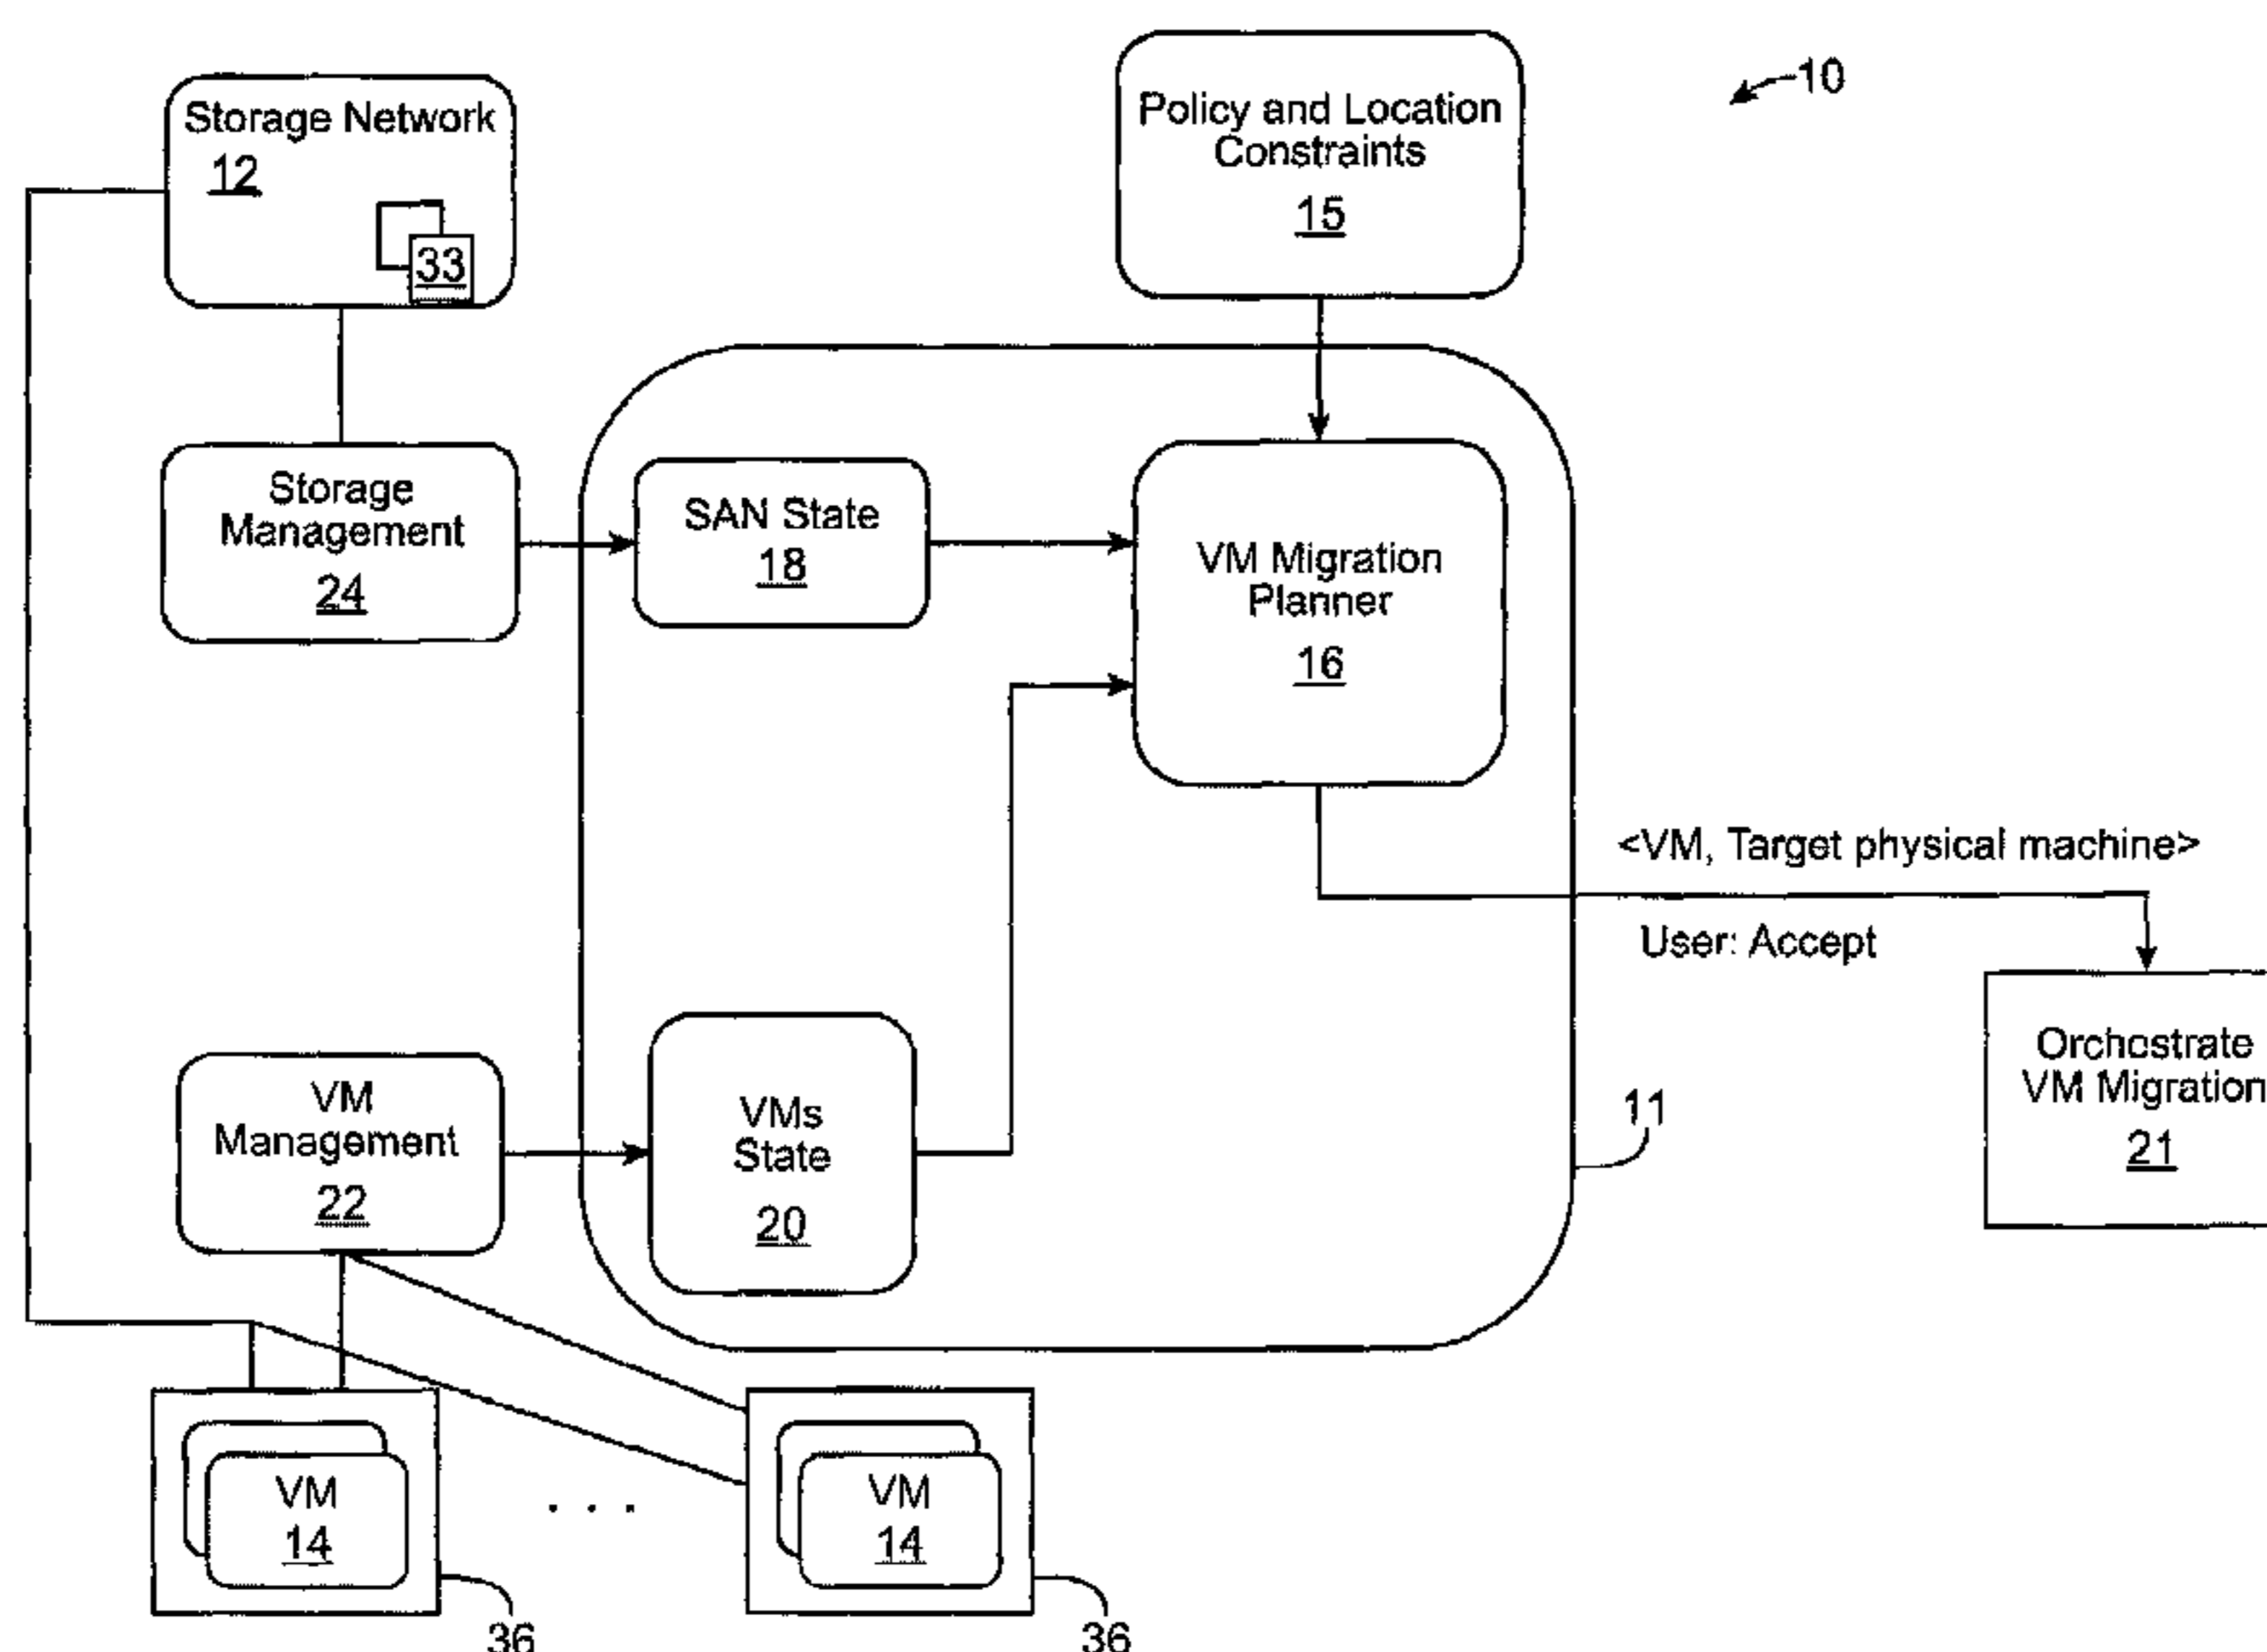 10
Storage Network
12
33
Policy and Location
Constraints
15
Storage
Management
24
SAN State
18
VM Migration
Planner
16
<VM, Target physical machine>
User: Accept
Orchostrate
VM Migration
21
11
VM
Management
22
VMs
State
20
VM
14
. . .
VM
14
36
36